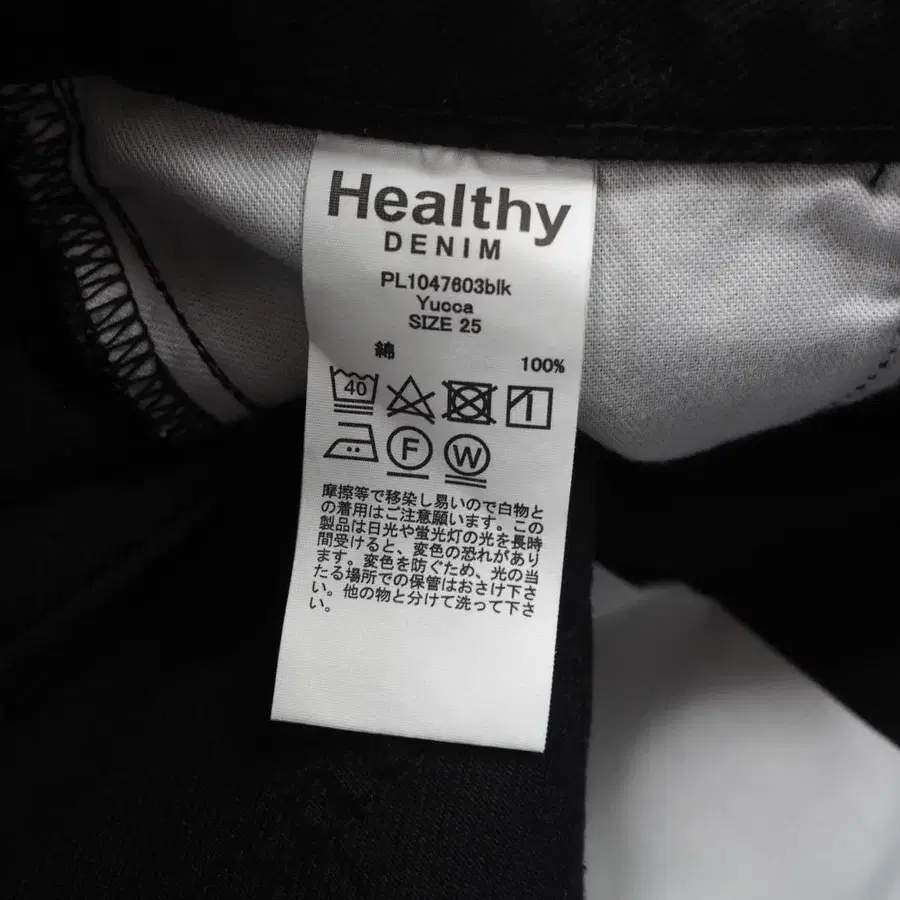 Healthy
DENIM
PL1047603blk
Yucca
SIZE 25
綿 100%
40
F W
摩擦等で移染し易いので白物と
の着用はご注意願います。この
製品は日光や蛍光灯の光を長時
間受けると、変色の恐れがあり
ます。変色を防ぐため、光の当
たる場所での保管はおさけ下さ
い。他の物と分けて洗って下さ
い。